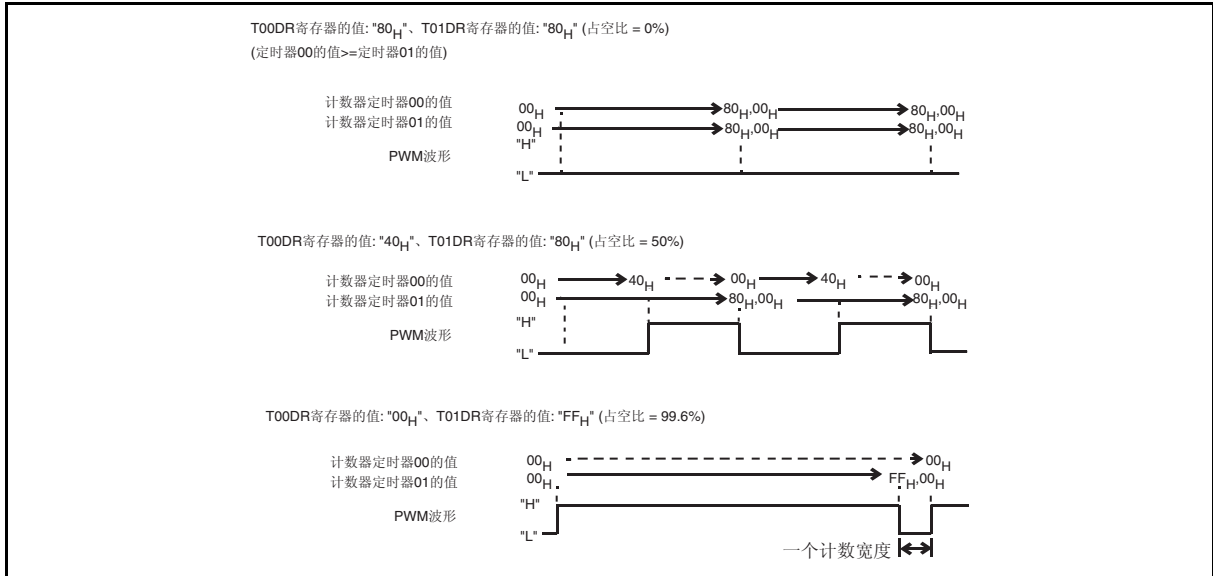 T00DR寄存器的值: "80H"、T01DR寄存器的值: "80H" (占空比 = 0%)
(定时器00的值>=定时器01的值)
计数器定时器00的值 00H 80H,00H 80H,00H
计数器定时器01的值 00H 80H,00H 80H,00H
"H"
PWM波形
"L"
T00DR寄存器的值: "40H"、T01DR寄存器的值: "80H" (占空比 = 50%)
计数器定时器00的值 00H 40H 00H 40H 00H
计数器定时器01的值 00H 80H,00H 80H,00H
"H"
PWM波形
"L"
T00DR寄存器的值: "00H"、T01DR寄存器的值: "FFH" (占空比 = 99.6%)
计数器定时器00的值 00H 00H
计数器定时器01的值 00H FFH,00H
"H"
PWM波形
"L"
一个计数宽度